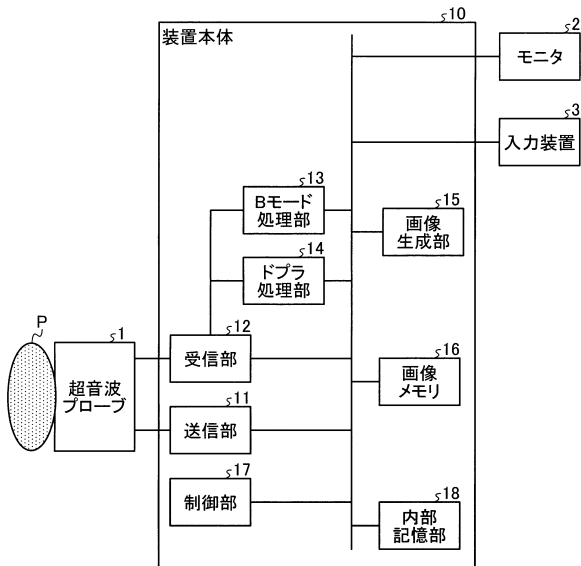 10
装置本体
2
モニタ
3
入力装置
13
Bモード
処理部
15
画像
生成部
14
ドプラ
処理部
P
1
超音波
プローブ
12
受信部
16
画像
メモリ
11
送信部
17
制御部
18
内部
記憶部